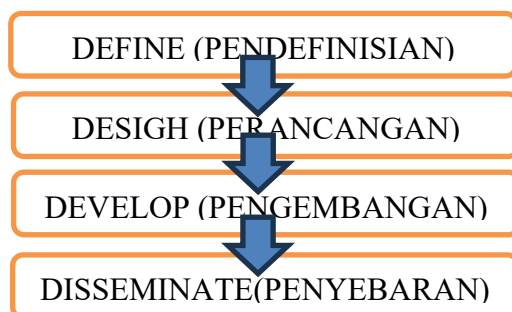 DEFINE (PENDEFINISIAN)
DESIGH (PERANCANGAN)
DEVELOP (PENGEMBANGAN)
DISSEMINATE(PENYEBARAN)